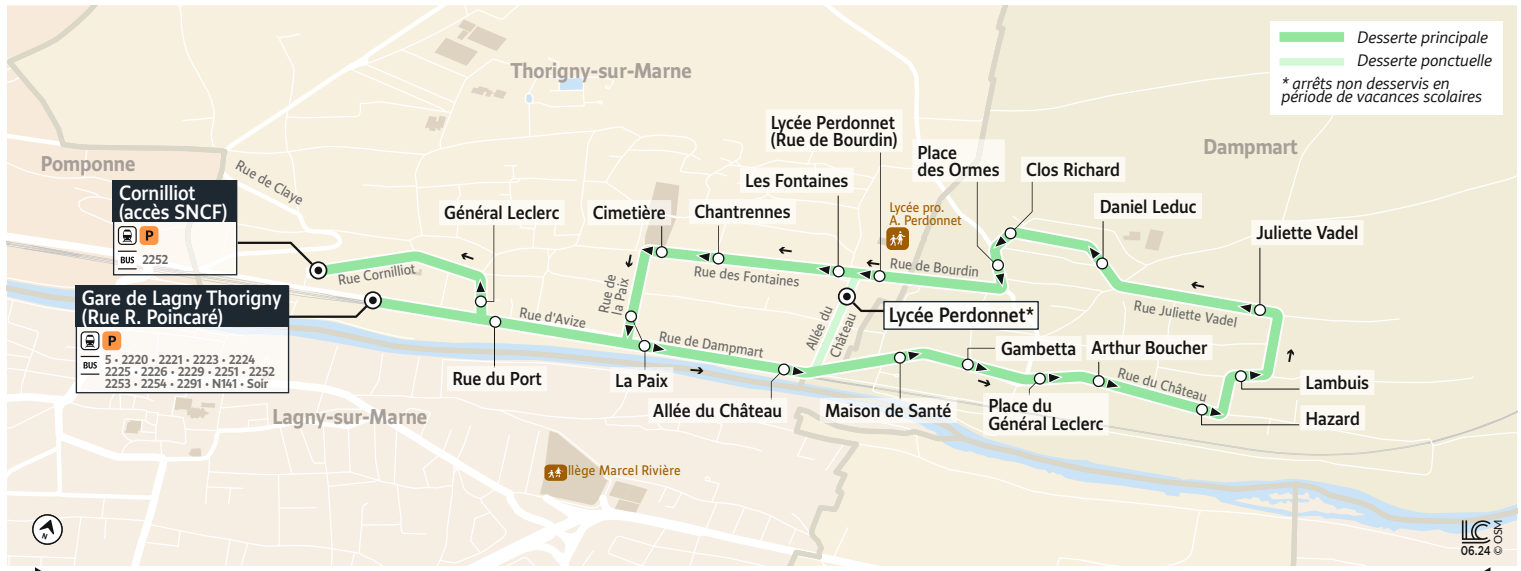 Desserte principale
Desserte ponctuelle
* arrêts non desservis en
période de vacances scolaires
Thorigny-sur-Marne
Dampmart
Pomponne
Lagny-sur-Marne
Rue de Claye
Cornilliot
(accès SNCF)
P
BUS 2252
Gare de Lagny Thorigny
(Rue R. Poincaré)
P
BUS
5 • 2220 • 2221 • 2223 • 2224
2225 • 2226 • 2229 • 2251 • 2252
2253 • 2254 • 2291 • N141 • Soir
Rue Cornilliot
Général Leclerc
Rue d'Avize
Rue du Port
Cimetière
Chantrennes
Les Fontaines
Lycée Perdonnet
(Rue de Bourdin)
Lycée pro.
A. Perdonnet
Place
des Ormes
Clos Richard
Daniel Leduc
Juliette Vadel
Rue de
la Paix
Rue des Fontaines
Rue de Bourdin
Rue Juliette Vadel
Lycée Perdonnet*
Allée du
Château
Rue de Dampmart
La Paix
Allée du Château
Maison de Santé
Gambetta
Place du
Général Leclerc
Arthur Boucher
Rue du Château
Lambuis
Hazard
llège Marcel Rivière
N
LC
06.24 © OSM